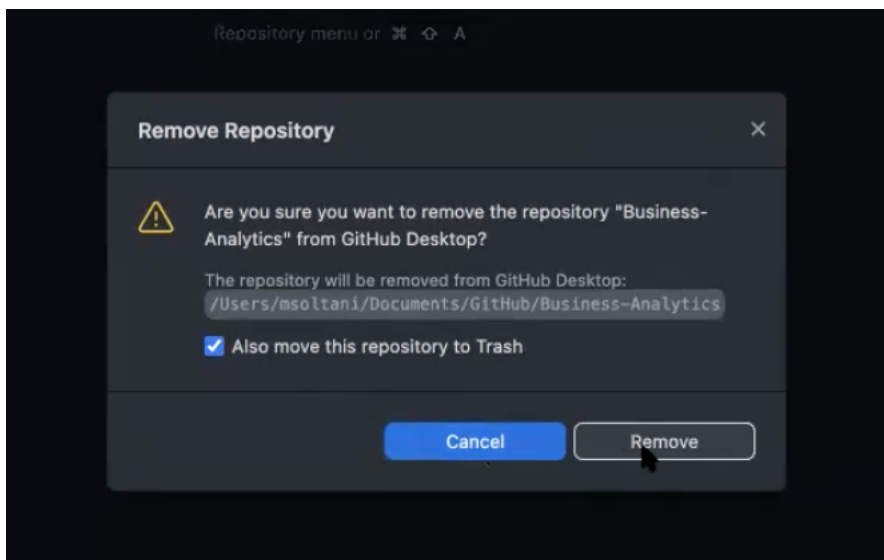 Repository menu or ⌘ ⇧ A
Remove Repository
Are you sure you want to remove the repository "Business-
Analytics" from GitHub Desktop?
The repository will be removed from GitHub Desktop:
/Users/msoltani/Documents/GitHub/Business-Analytics
Also move this repository to Trash
Cancel
Remove